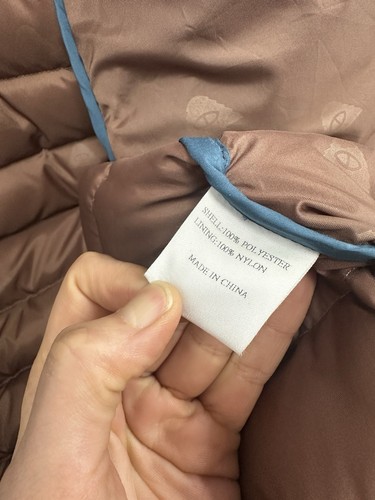 SHELL:100% POLYESTER
LINING:100% NYLON
MADE IN CHINA